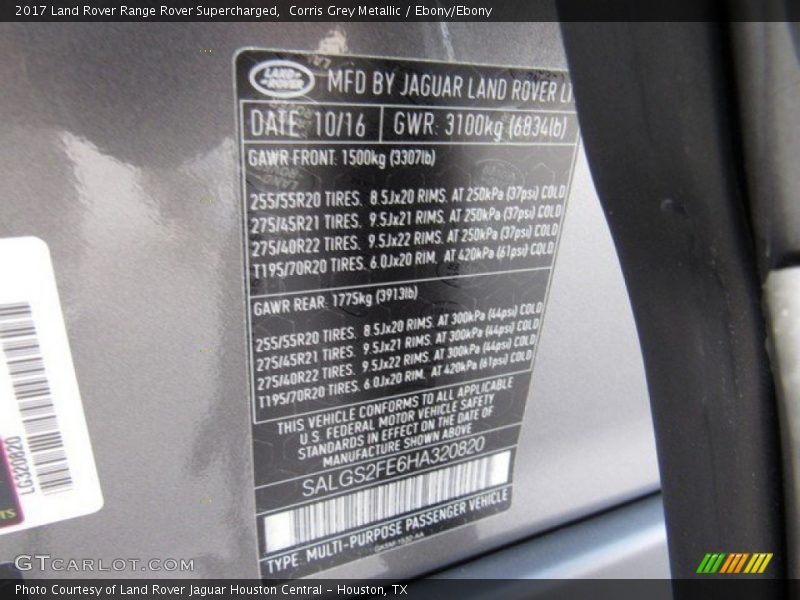 2017 Land Rover Range Rover Supercharged, Corris Grey Metallic / Ebony/Ebony
LAND ROVER MFD BY JAGUAR LAND ROVER
DATE 10/16 GWR: 3100kg (6834lb)
GAWR FRONT: 1500kg (3307lb)
255/55R20 TIRES. 8.5Jx20 RIMS. AT 250kPa (37psi) COLD
275/45R21 TIRES. 9.5Jx21 RIMS. AT 250kPa (37psi) COLD
275/40R22 TIRES. 9.5Jx22 RIMS. AT 250kPa (37psi) COLD
T195/70R20 TIRES. 6.0Jx20 RIM. AT 420kPa (61psi) COLD
GAWR REAR: 1775kg (3913lb)
255/55R20 TIRES. 8.5Jx20 RIMS. AT 300kPa (44psi) COLD
275/45R21 TIRES. 9.5Jx21 RIMS. AT 300kPa (44psi) COLD
275/40R22 TIRES. 9.5Jx22 RIMS. AT 300kPa (44psi) COLD
T195/70R20 TIRES. 6.0Jx20 RIM. AT 420kPa (61psi) COLD
THIS VEHICLE CONFORMS TO ALL APPLICABLE
U.S. FEDERAL MOTOR VEHICLE SAFETY
STANDARDS IN EFFECT ON THE DATE OF
MANUFACTURE SHOWN ABOVE
SALGS2FE6HA320820
TYPE: MULTI-PURPOSE PASSENGER VEHICLE
LG320820
GTCARLOT.COM
Photo Courtesy of Land Rover Jaguar Houston Central - Houston, TX